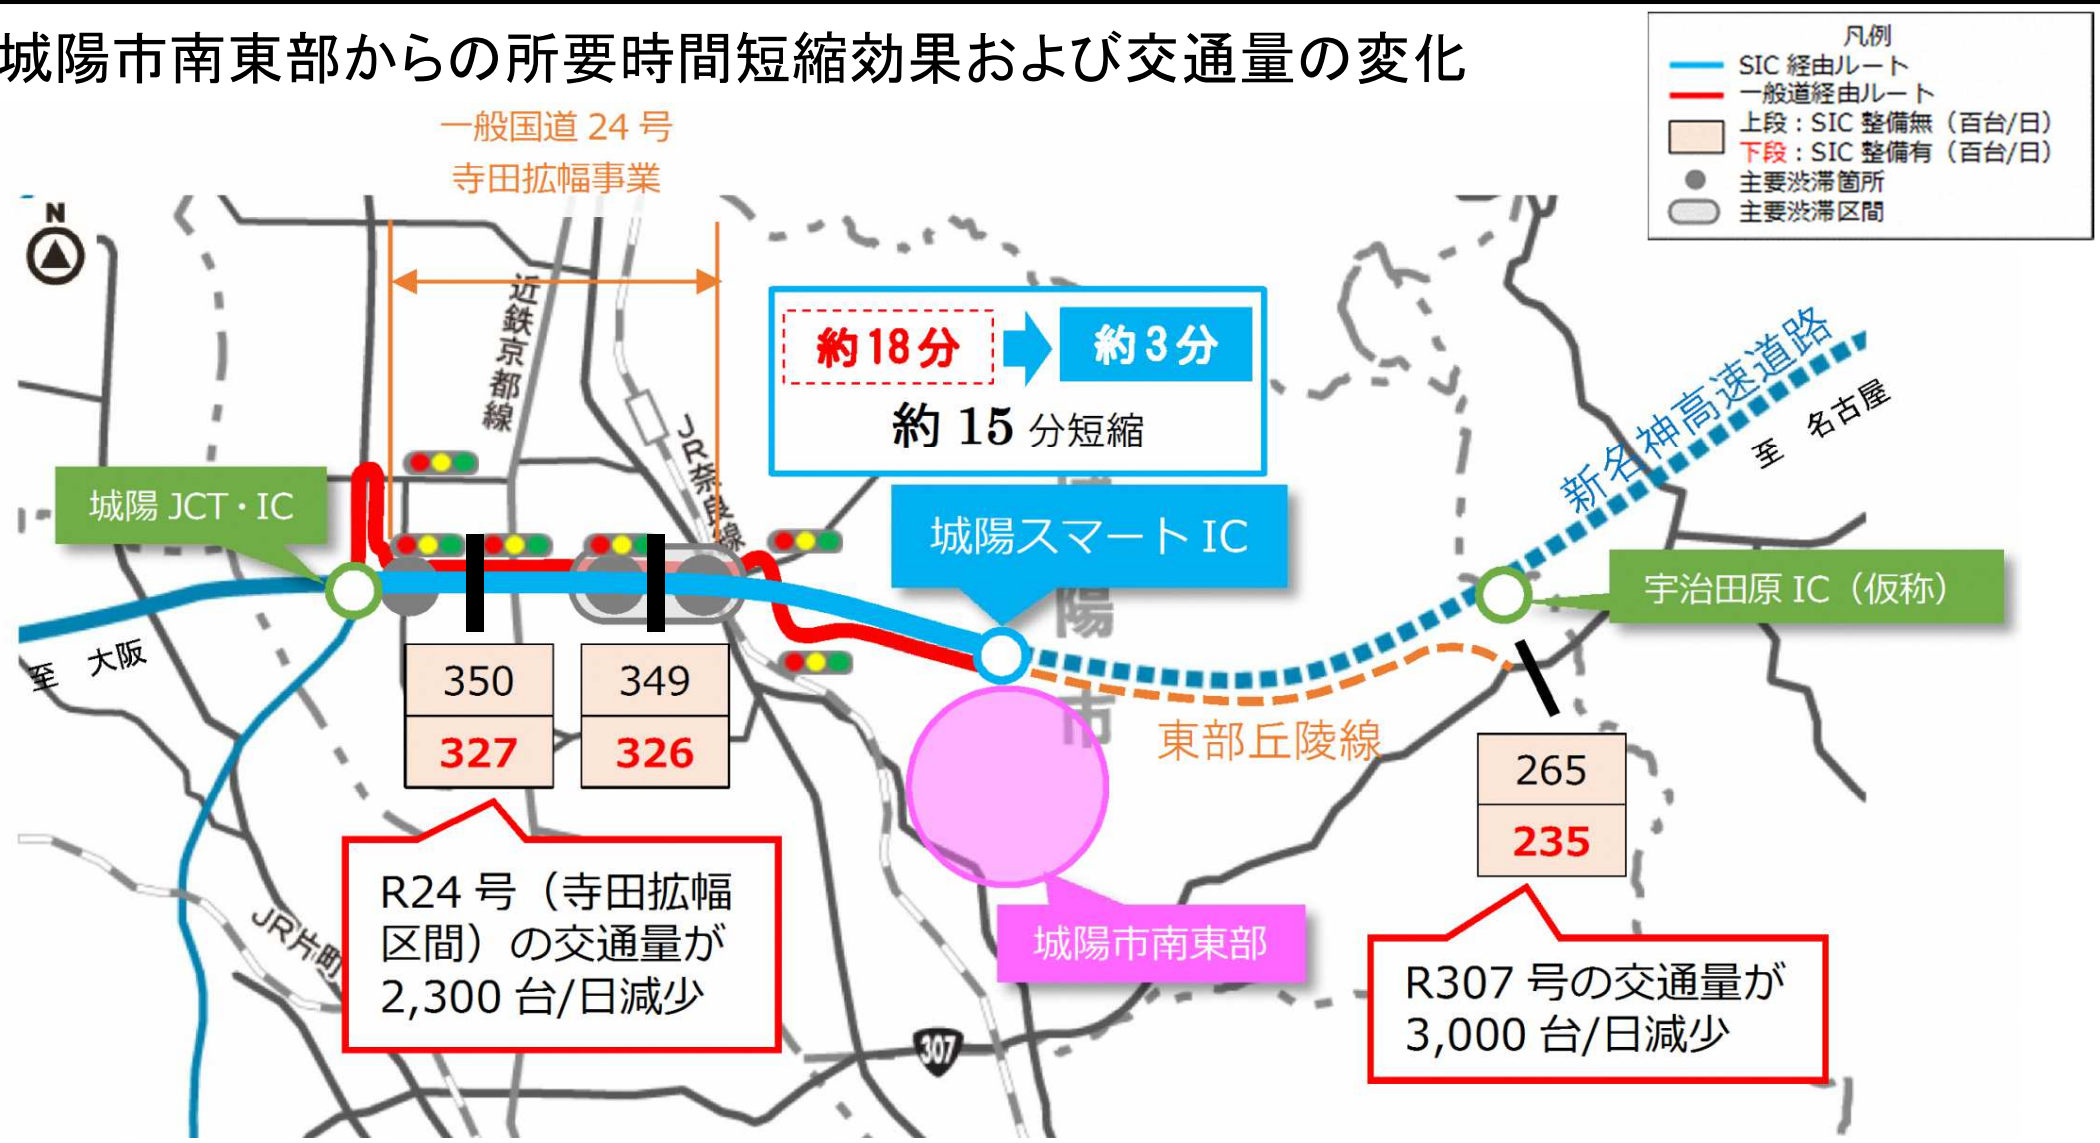 城陽市南東部からの所要時間短縮効果および交通量の変化
凡例
SIC 経由ルート
一般道経由ルート
上段：SIC 整備無（百台/日）
下段：SIC 整備有（百台/日）
主要渋滞箇所
主要渋滞区間
一般国道 24 号
寺田拡幅事業
N
近鉄京都線
JR奈良線
約18分
約3分
約 15 分短縮
新名神高速道路
至 名古屋
城陽 JCT・IC
城陽スマート IC
宇治田原 IC（仮称）
至 大阪
陽
市
350
327
349
326
東部丘陵線
265
235
R24 号（寺田拡幅
区間）の交通量が
2,300 台/日減少
城陽市南東部
JR片町
R307 号の交通量が
3,000 台/日減少
307